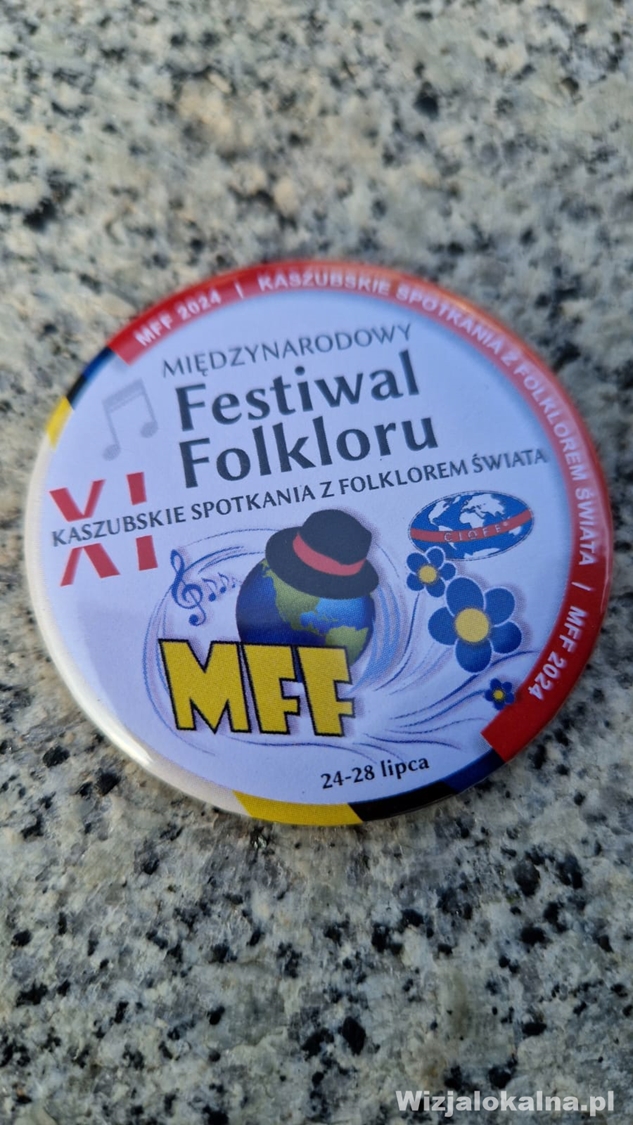 MFF 2024 | KASZUBSKIE SPOTKANIA Z FOLKLOREM ŚWIATA | MFF 2024
MIĘDZYNARODOWY
Festiwal
Folkloru
XI
KASZUBSKIE SPOTKANIA Z FOLKLOREM ŚWIATA
CIOFF®
MFF
24-28 lipca
Wizjalokalna.pl